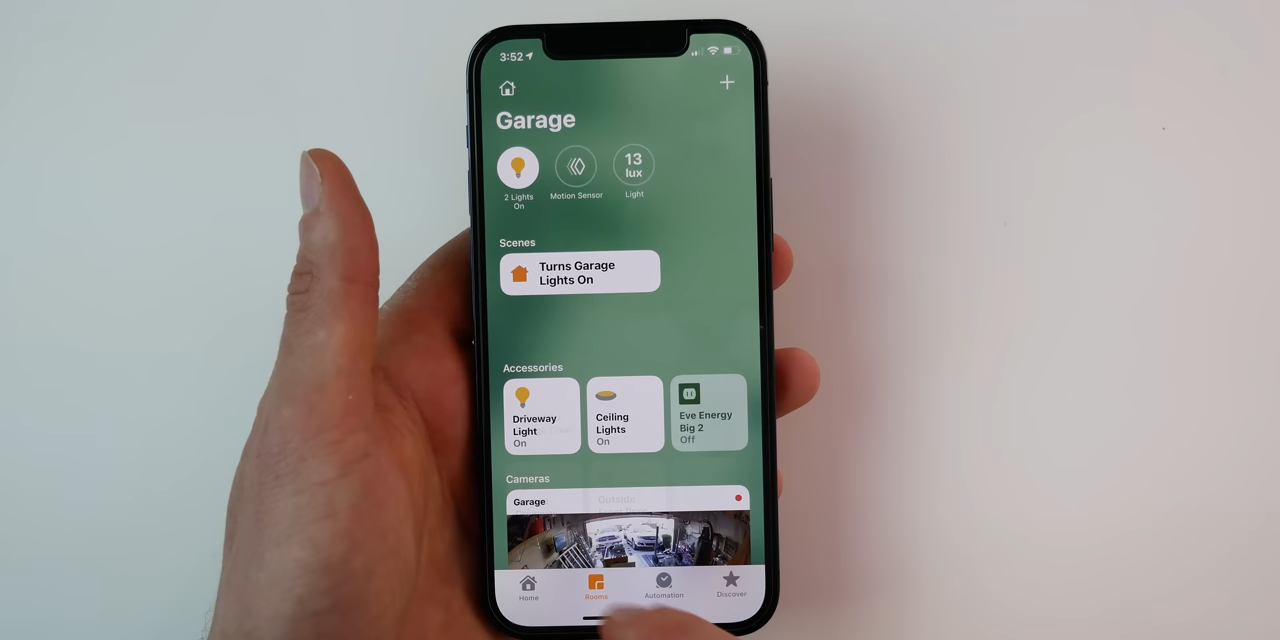 3:52
Garage
13
lux
2 Lights
On
Motion Sensor
Light
Scenes
Turns Garage
Lights On
Accessories
Driveway
Light
On
Ceiling
Lights
On
Eve Energy
Big 2
Off
Cameras
Garage
Outside
Home
Rooms
Automation
Discover